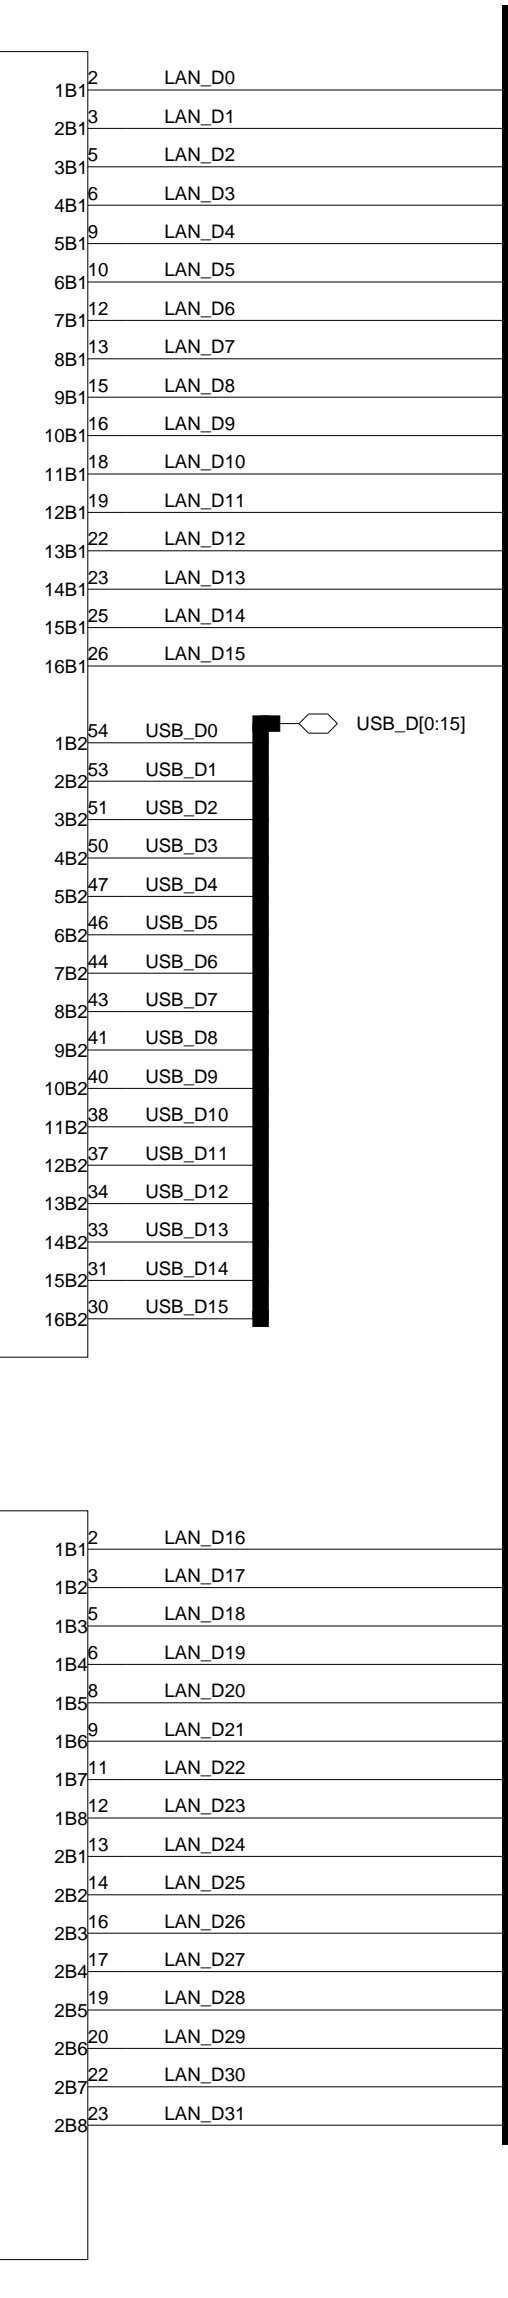 1B1 2 LAN_D0
2B1 3 LAN_D1
3B1 5 LAN_D2
4B1 6 LAN_D3
5B1 9 LAN_D4
6B1 10 LAN_D5
7B1 12 LAN_D6
8B1 13 LAN_D7
9B1 15 LAN_D8
10B1 16 LAN_D9
11B1 18 LAN_D10
12B1 19 LAN_D11
13B1 22 LAN_D12
14B1 23 LAN_D13
15B1 25 LAN_D14
16B1 26 LAN_D15
USB_D[0:15]
1B2 54 USB_D0
2B2 53 USB_D1
3B2 51 USB_D2
4B2 50 USB_D3
5B2 47 USB_D4
6B2 46 USB_D5
7B2 44 USB_D6
8B2 43 USB_D7
9B2 41 USB_D8
10B2 40 USB_D9
11B2 38 USB_D10
12B2 37 USB_D11
13B2 34 USB_D12
14B2 33 USB_D13
15B2 31 USB_D14
16B2 30 USB_D15
1B1 2 LAN_D16
1B2 3 LAN_D17
1B3 5 LAN_D18
1B4 6 LAN_D19
1B5 8 LAN_D20
1B6 9 LAN_D21
1B7 11 LAN_D22
1B8 12 LAN_D23
2B1 13 LAN_D24
2B2 14 LAN_D25
2B3 16 LAN_D26
2B4 17 LAN_D27
2B5 19 LAN_D28
2B6 20 LAN_D29
2B7 22 LAN_D30
2B8 23 LAN_D31